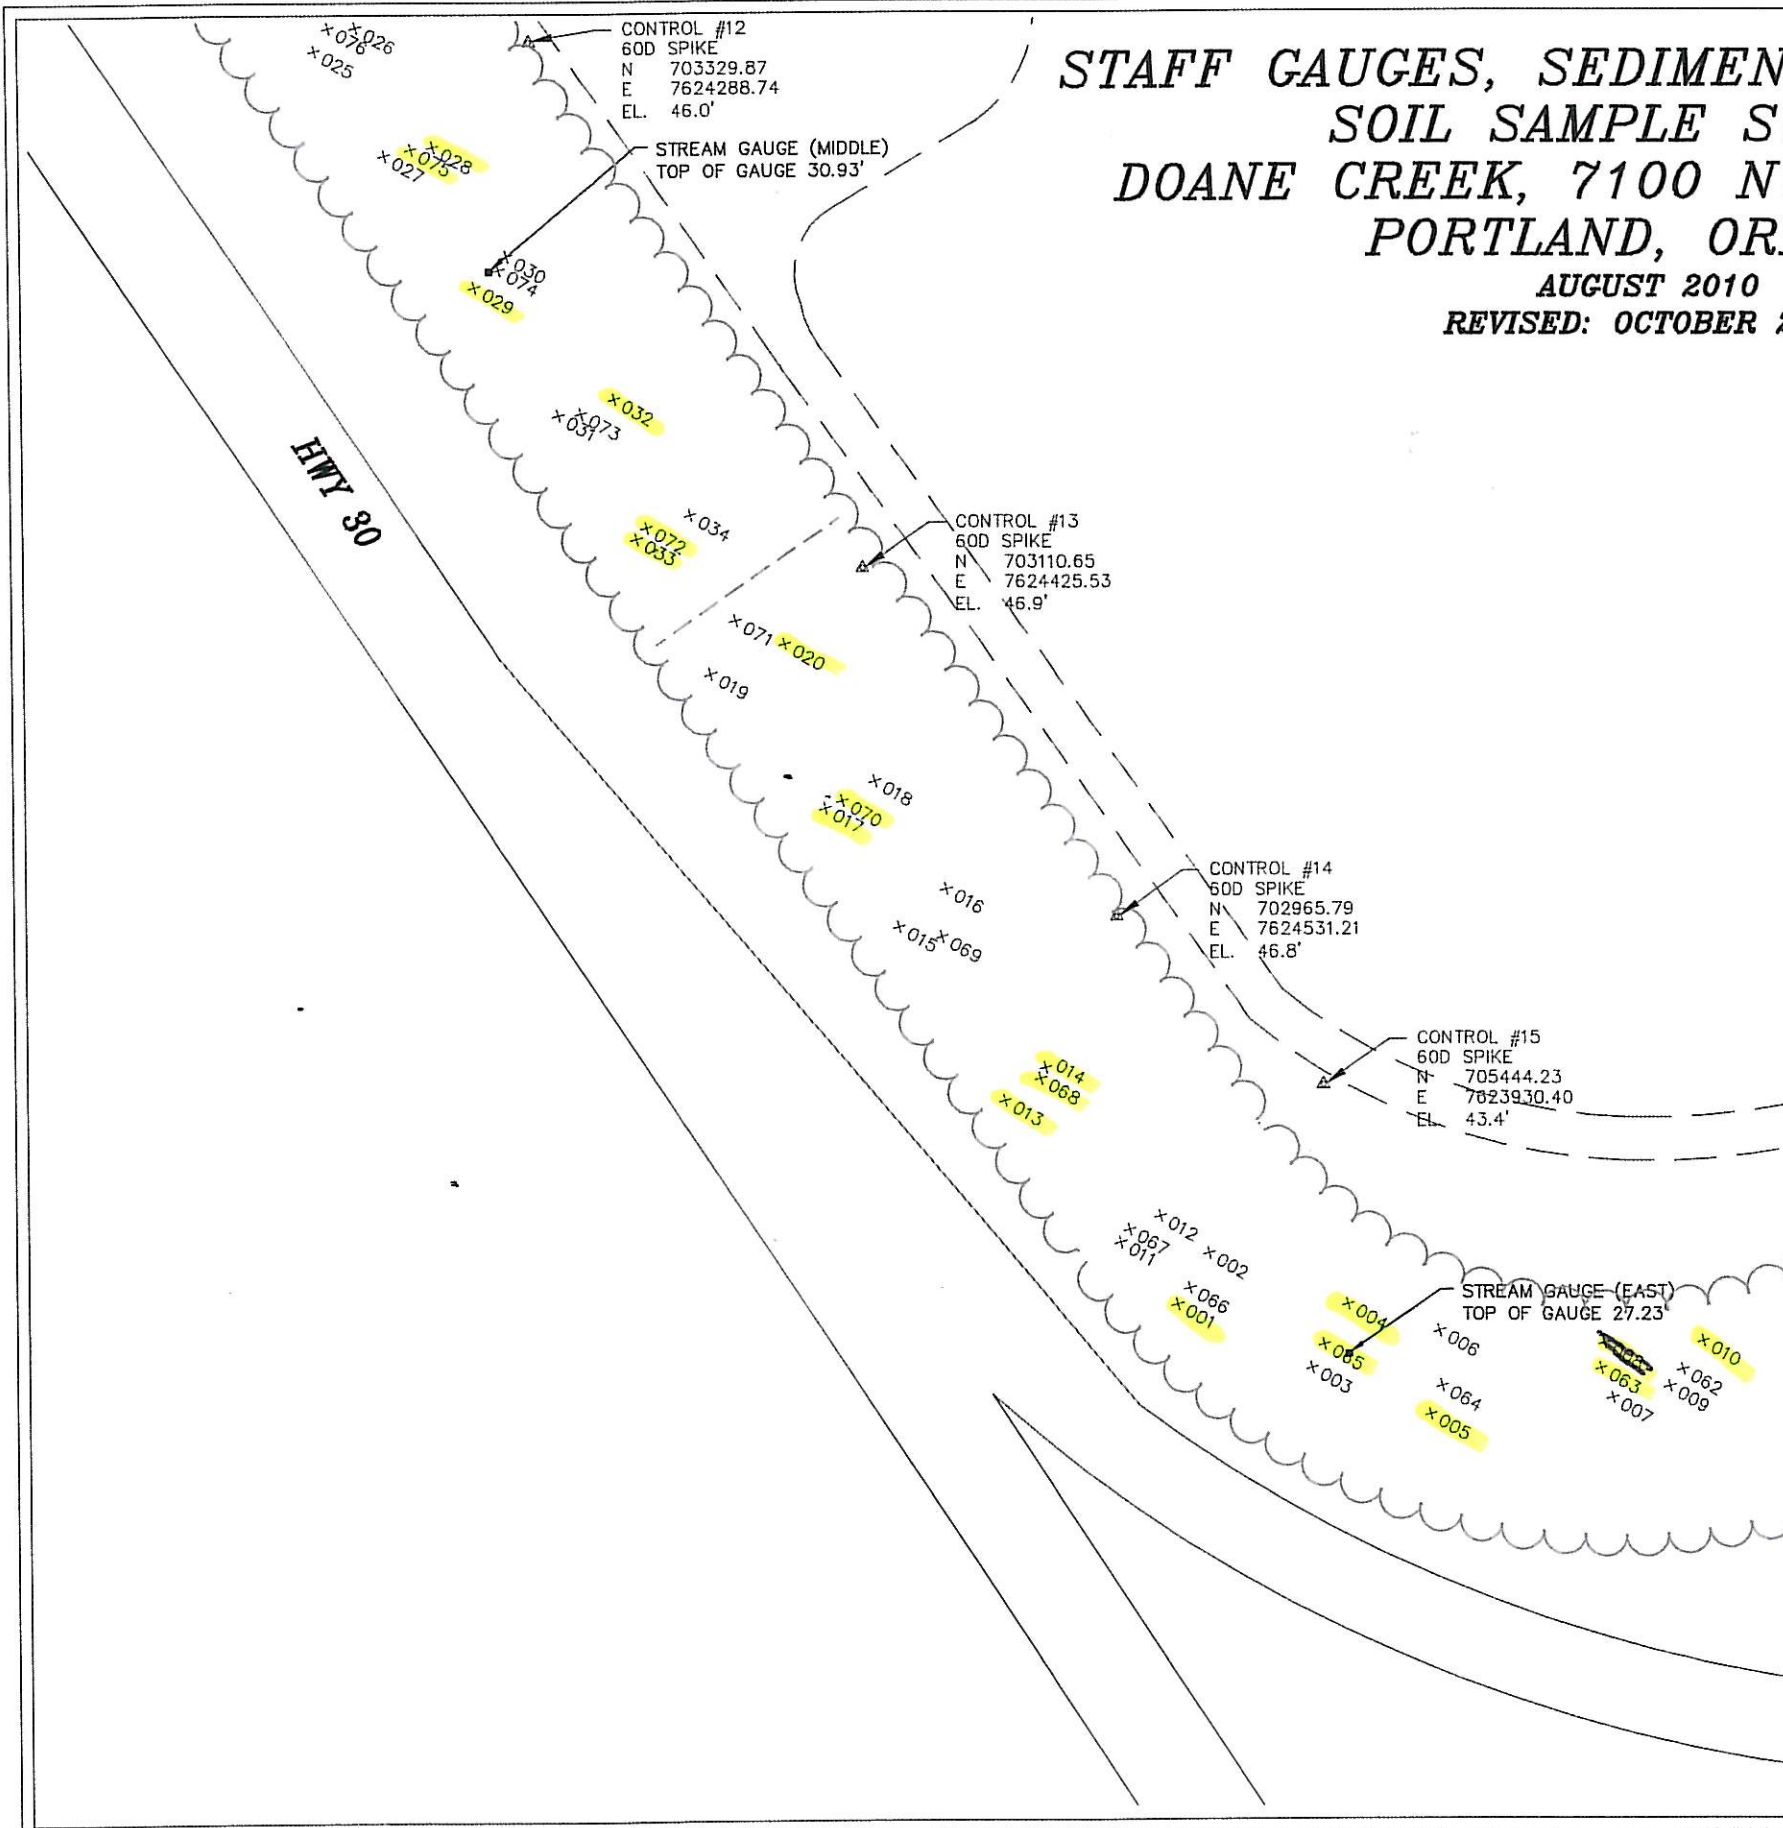 STAFF GAUGES, SEDIMEN
SOIL SAMPLE S
DOANE CREEK, 7100 N
PORTLAND, OR
AUGUST 2010
REVISED: OCTOBER
CONTROL #12
60D SPIKE
N 703329.87
E 7624288.74
EL. 46.0'
STREAM GAUGE (MIDDLE)
TOP OF GAUGE 30.93'
×026
×076
×025
×028
×075
×027
×030
×074
×029
×032
×073
×031
HWY 30
×034
×072
×033
CONTROL #13
60D SPIKE
N 703110.65
E 7624425.53
EL. 46.9'
×071
×020
×019
×018
×070
×017
×016
×015
×069
CONTROL #14
60D SPIKE
N 702965.79
E 7624531.21
EL. 46.8'
CONTROL #15
60D SPIKE
N 705444.23
E 7623930.40
EL. 43.4'
×014
×068
×013
×012
×067
×011
×002
×066
×001
STREAM GAUGE (EAST)
TOP OF GAUGE 27.23'
×004
×065
×003
×006
×064
×005
×063
×007
×010
×062
×009